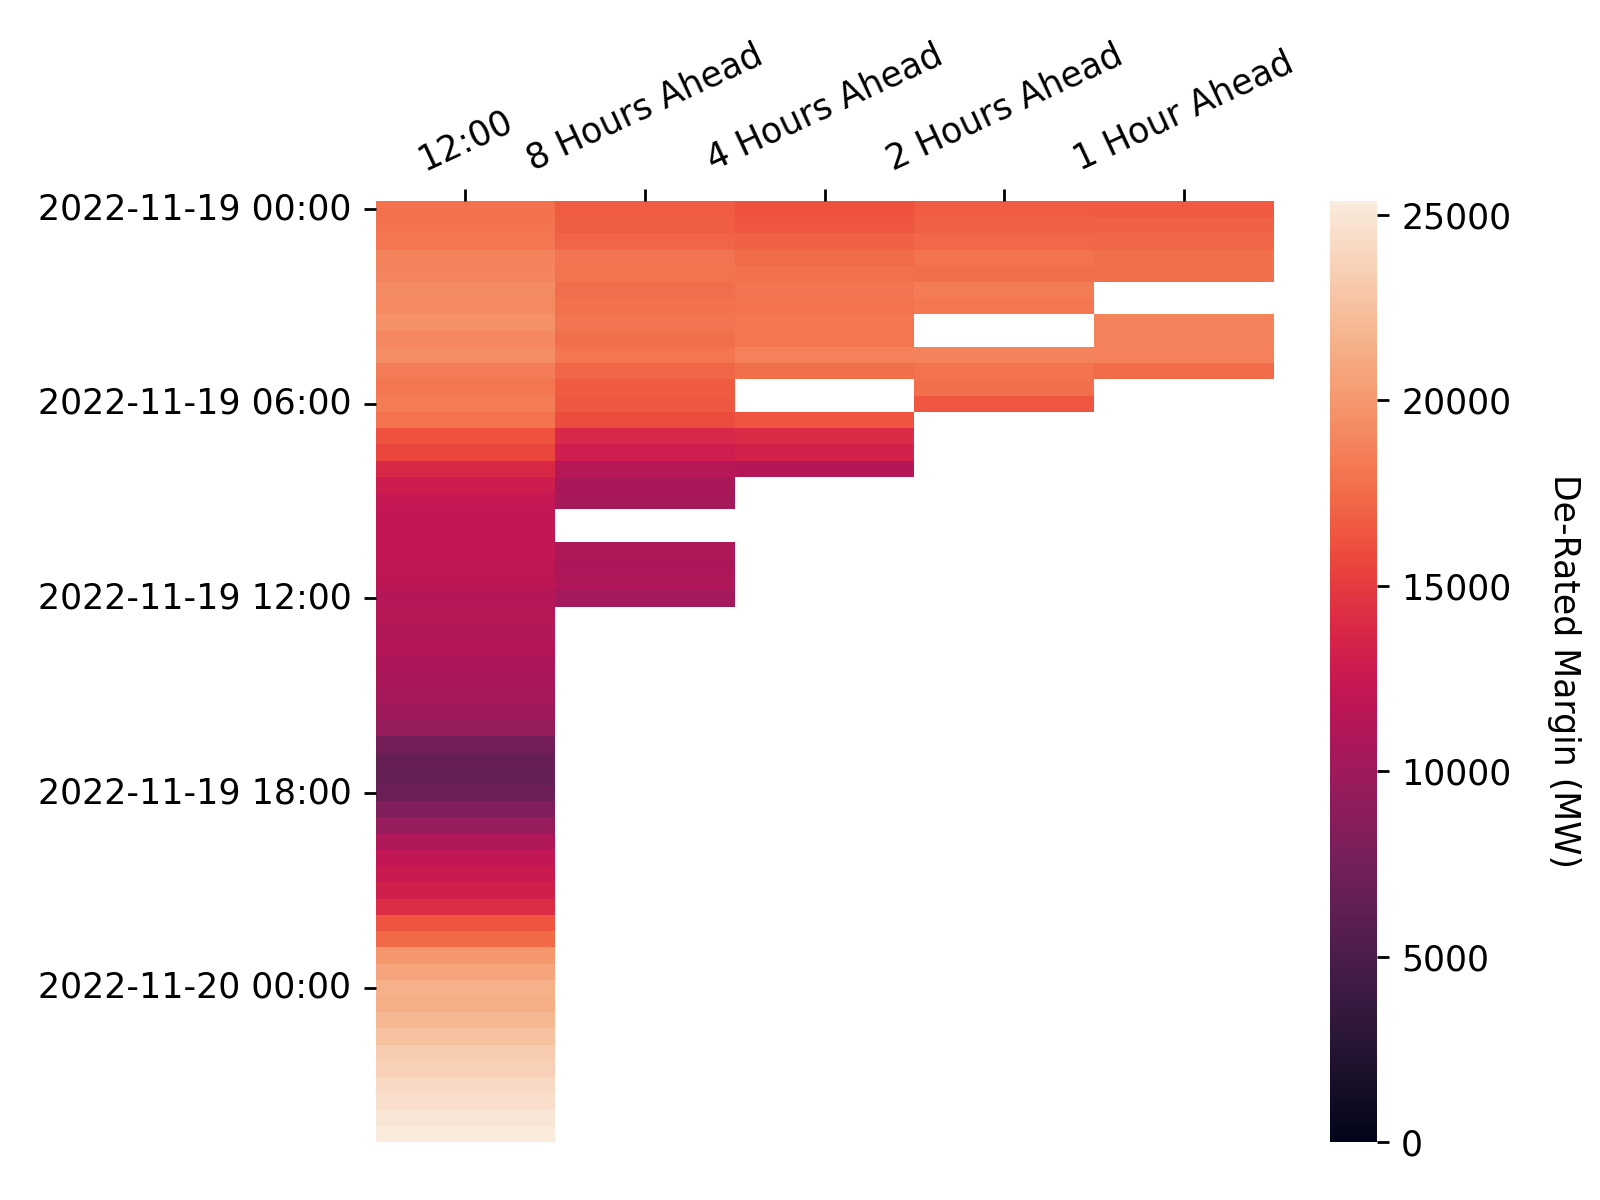 12:00
8 Hours Ahead
4 Hours Ahead
2 Hours Ahead
1 Hour Ahead
2022-11-19 00:00
2022-11-19 06:00
2022-11-19 12:00
2022-11-19 18:00
2022-11-20 00:00
25000
20000
15000
10000
5000
0
De-Rated Margin (MW)